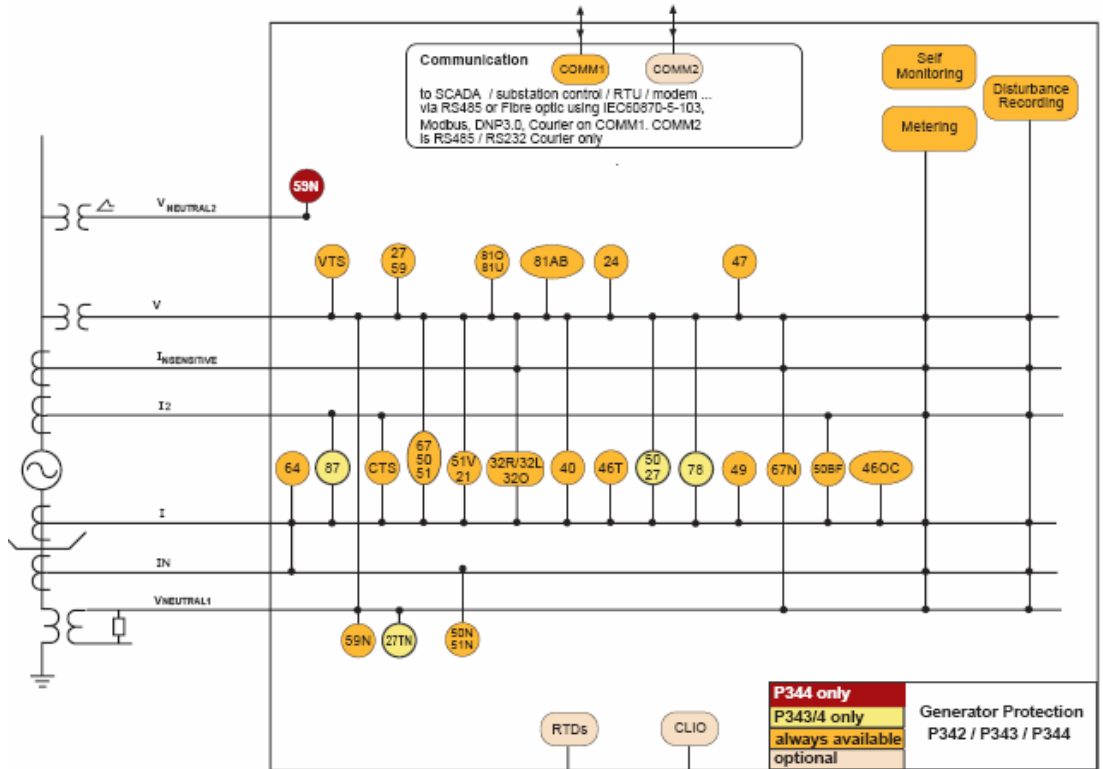 Communication
COMM1
COMM2
to SCADA / substation control / RTU / modem ...
via RS485 or Fibre optic using IEC60870-5-103,
Modbus, DNP3.0, Courier on COMM1. COMM2
is RS485 / RS232 Courier only
Self
Monitoring
Metering
Disturbance
Recording
59N
V NEUTRAL2
VTS
27
59
81O
81U
81AB
24
47
V
INSENSITIVE
I2
64
87
CTS
67
50
51
51V
21
32R/32L
32O
40
46T
50
27
78
49
67N
50BF
46OC
I
IN
VNEUTRAL1
59N
27TN
50N
51N
RTDs
CLIO
P344 only
P343/4 only
always available
optional
Generator Protection
P342 / P343 / P344